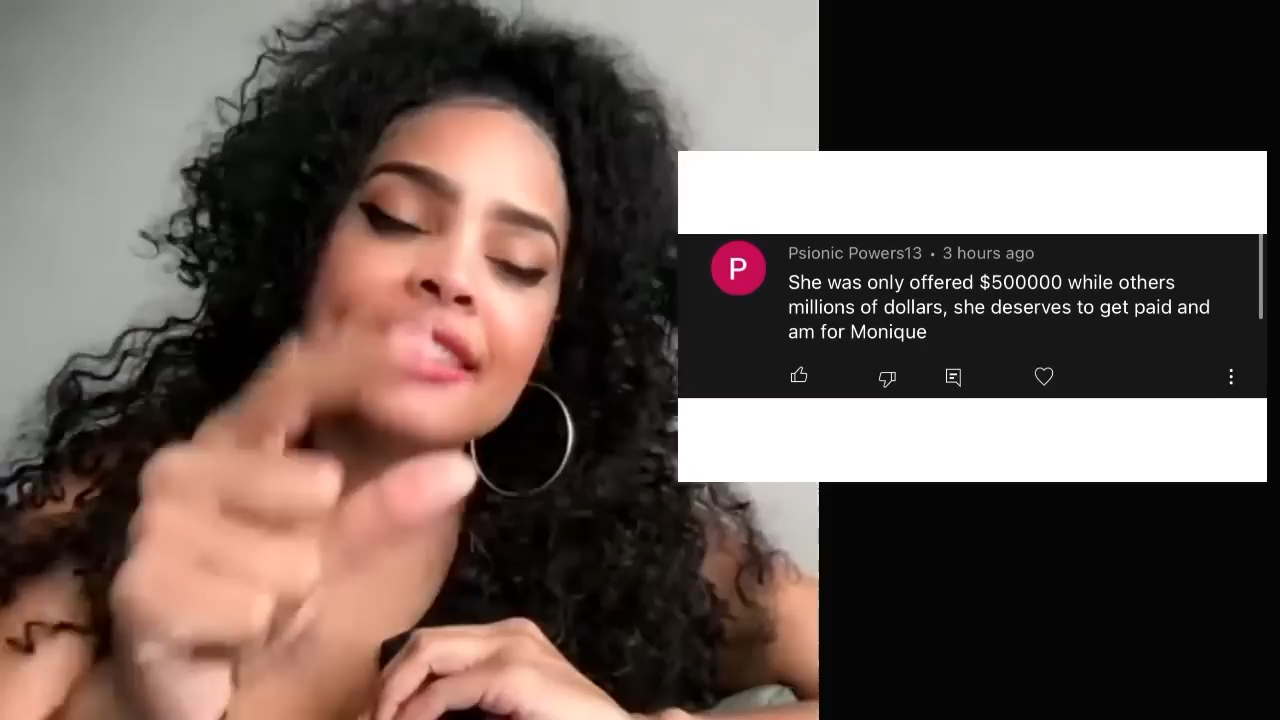 P
Psionic Powers13 • 3 hours ago
She was only offered $500000 while others
millions of dollars, she deserves to get paid and
am for Monique